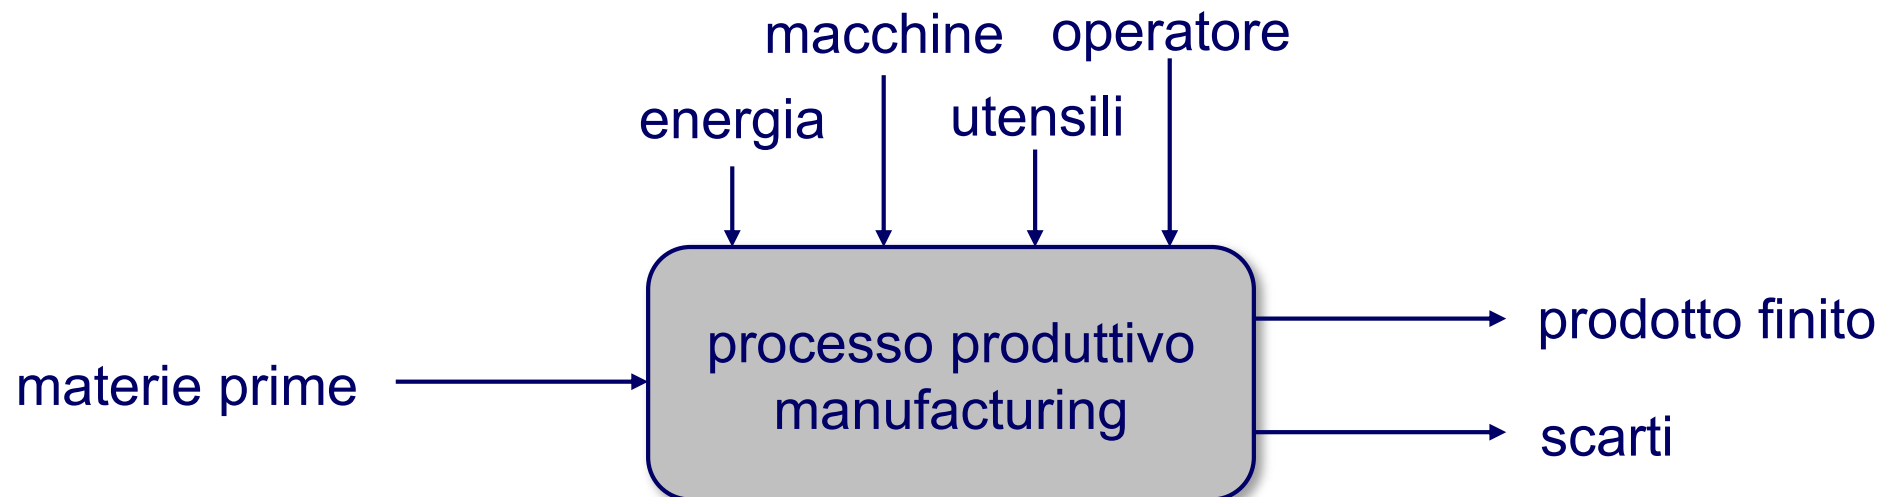 macchine
operatore
energia
utensili
processo produttivo
manufacturing
materie prime
prodotto finito
scarti